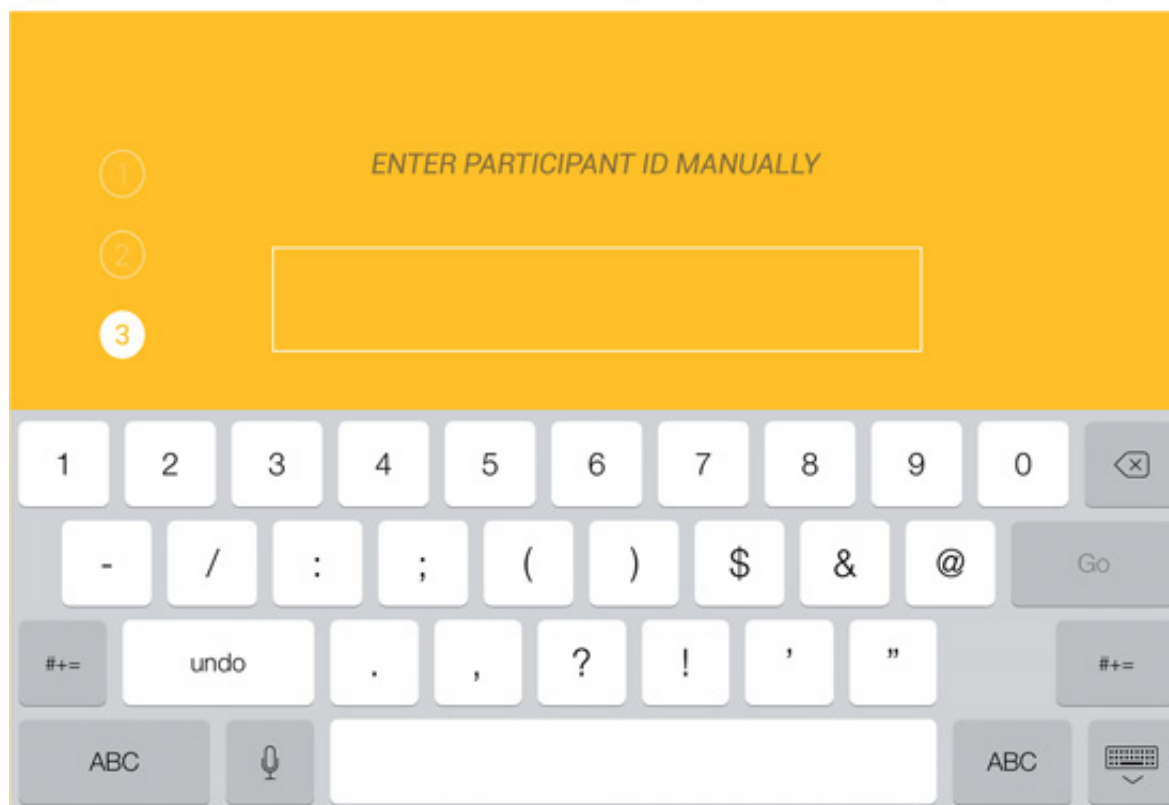 1
ENTER PARTICIPANT ID MANUALLY
2
3
1 2 3 4 5 6 7 8 9 0
- / : ; ( ) $ & @ Go
#+= undo . , ? ! ’ ” #+=
ABC ABC